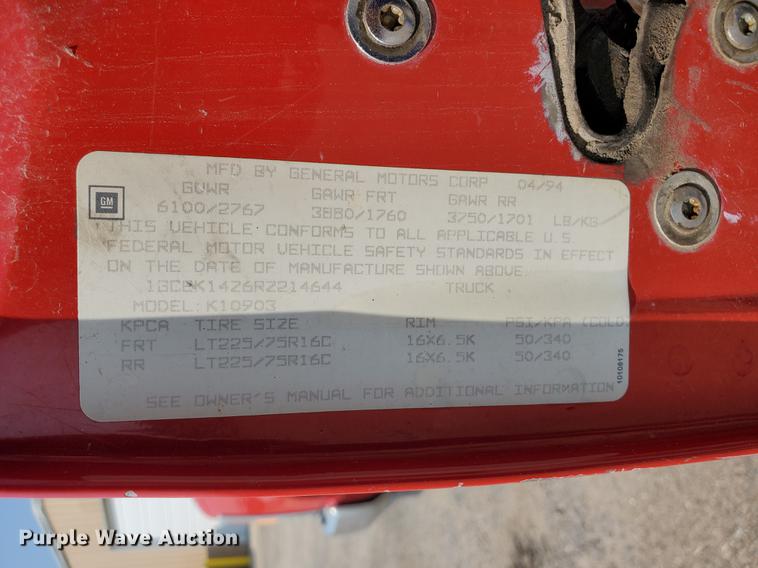 MFD BY GENERAL MOTORS CORP 04/94
GVWR GAWR FRT GAWR RR
GM
6100/2767 3880/1760 3750/1701 LB/KG
THIS VEHICLE CONFORMS TO ALL APPLICABLE U.S.
FEDERAL MOTOR VEHICLE SAFETY STANDARDS IN EFFECT
ON THE DATE OF MANUFACTURE SHOWN ABOVE.
1GCEK14Z6RZ214644 TRUCK
MODEL: K10903
KPCA TIRE SIZE RIM PSI/KPA (COLD
FRT LT225/75R16C 16X6.5K 50/340
RR LT225/75R16C 16X6.5K 50/340
10108175
SEE OWNER'S MANUAL FOR ADDITIONAL INFORMATION
Purple Wave Auction
purplewave.com